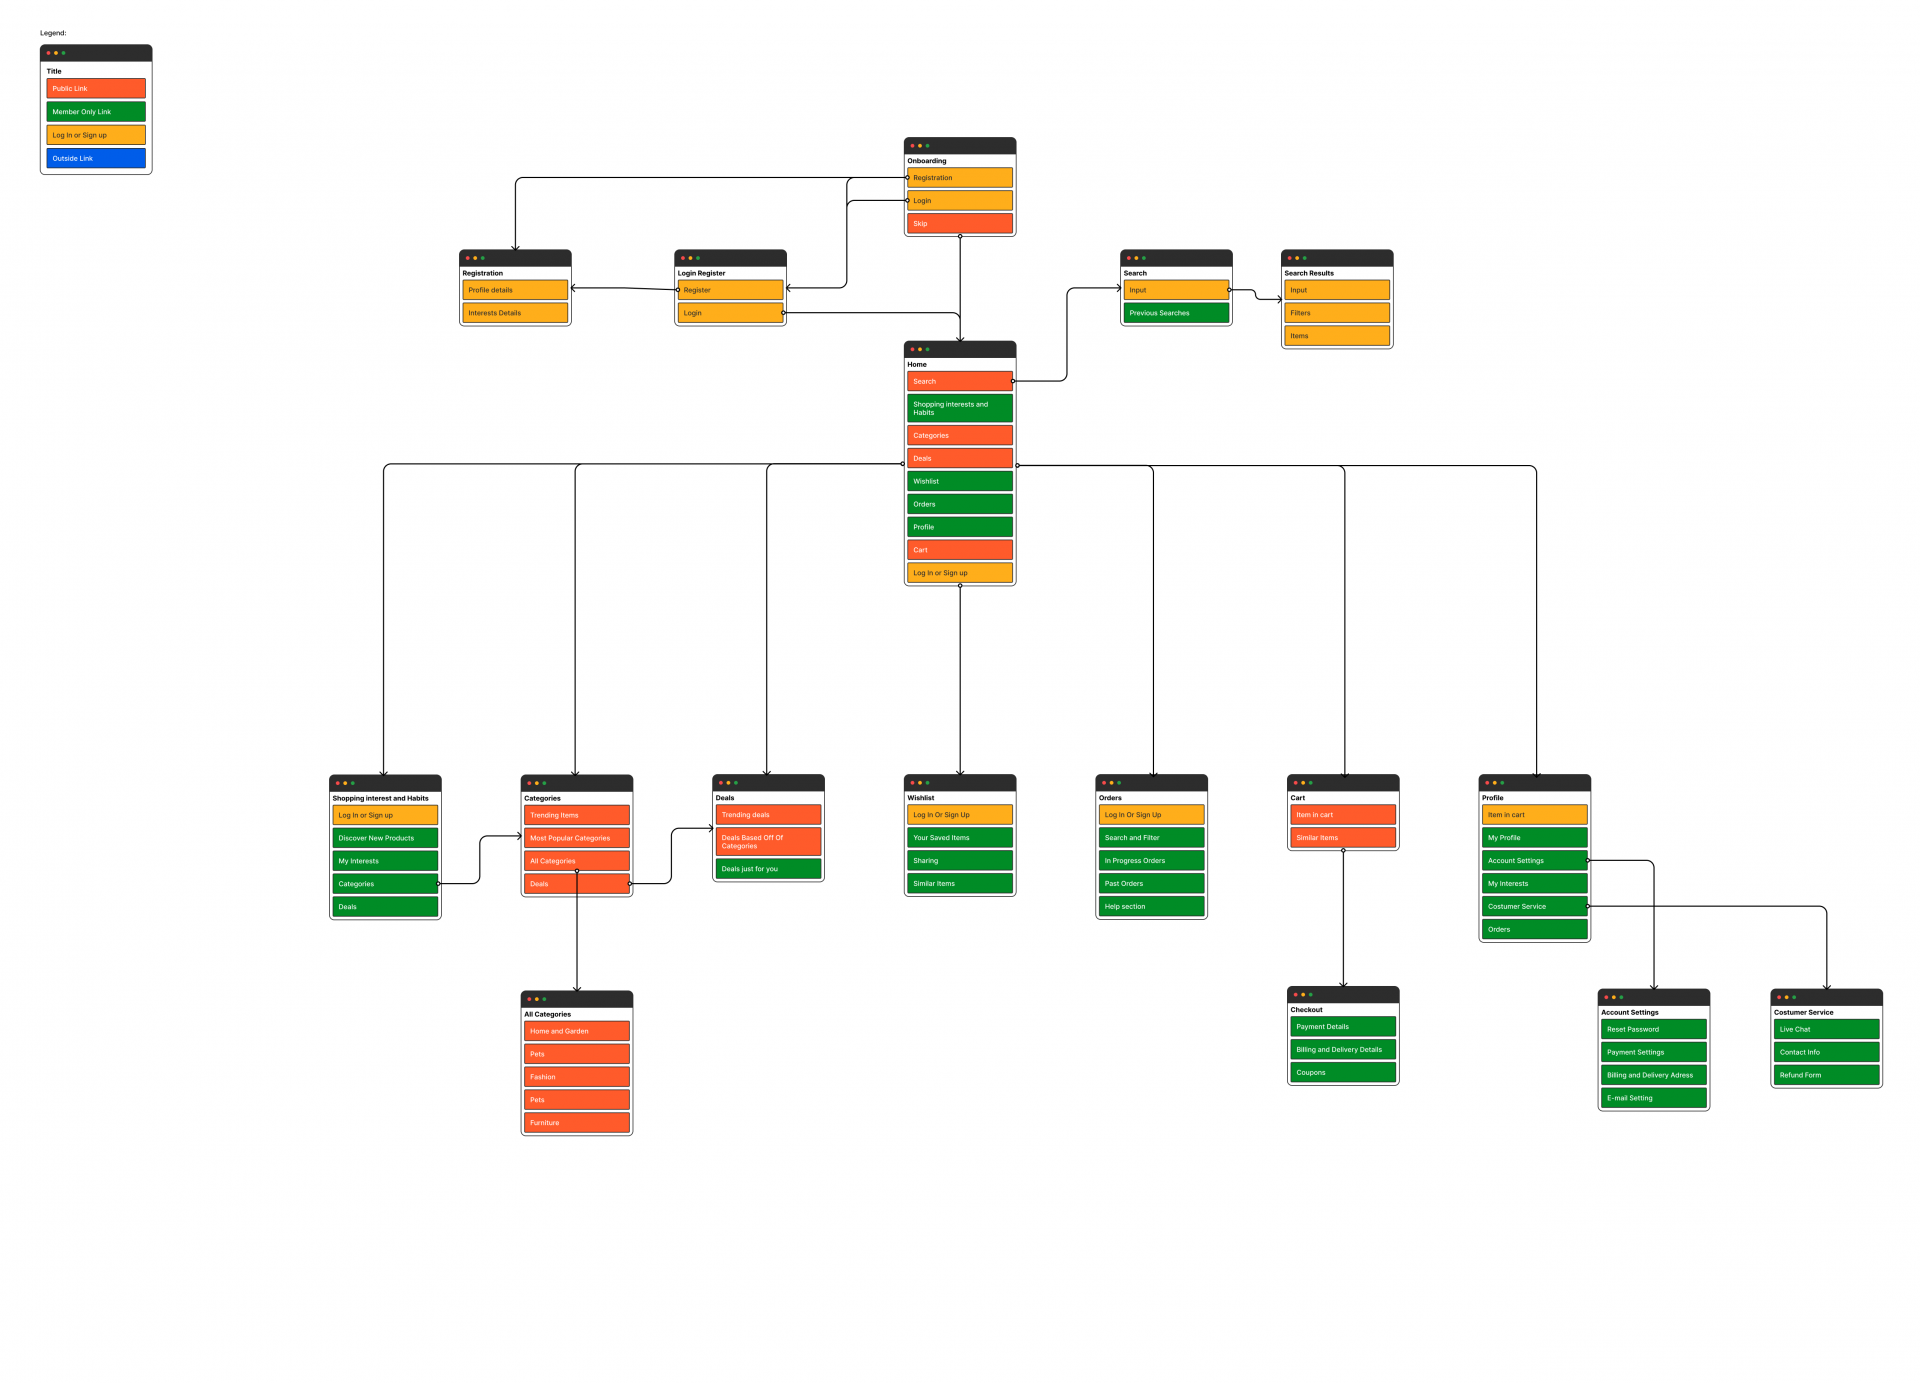 Legend:
Title
Public Link
Member Only Link
Log In or Sign up
Outside Link
Onboarding
Registration
Login
Skip
Registration
Profile details
Interests Details
Login Register
Register
Login
Search
Input
Previous Searches
Search Results
Input
Filters
Items
Home
Search
Shopping interests and
Habits
Categories
Deals
Wishlist
Orders
Profile
Cart
Log In or Sign up
Shopping interest and Habits
Log In or Sign up
Discover New Products
My Interests
Categories
Deals
Categories
Trending Items
Most Popular Categories
All Categories
Deals
Deals
Trending deals
Deals Based Off Of
Categories
Deals just for you
Wishlist
Log In Or Sign Up
Your Saved Items
Sharing
Similar Items
Orders
Log In Or Sign Up
Search and Filter
In Progress Orders
Past Orders
Help section
Cart
Item in cart
Similar Items
Profile
Item in cart
My Profile
Account Settings
My Interests
Costumer Service
Orders
All Categories
Home and Garden
Pets
Fashion
Pets
Furniture
Checkout
Payment Details
Billing and Delivery Details
Coupons
Account Settings
Reset Password
Payment Settings
Billing and Delivery Adress
E-mail Setting
Costumer Service
Live Chat
Contact Info
Refund Form